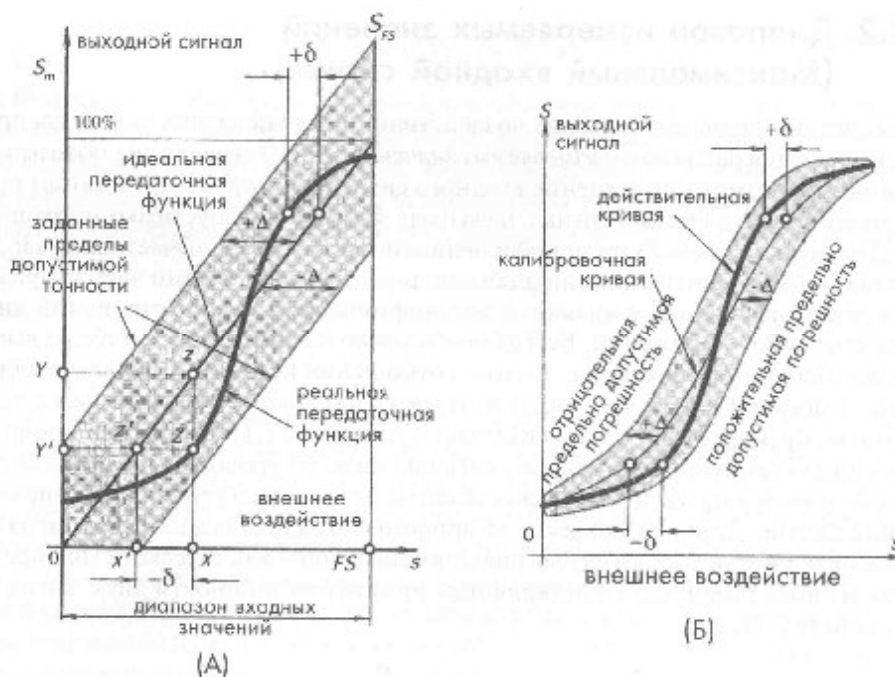 выходной сигнал
S_FS
+δ
S_m
100%
идеальная
передаточная
функция
заданные
пределы
допустимой
точности
+Δ
-Δ
Y
Z
реальная
передаточная
функция
Y'
Z'
Z
внешнее
воздействие
0
x'
-δ
X
FS
s
диапазон входных
значений
(А)
S
выходной
сигнал
δ
действительная
кривая
калибровочная
кривая
Δ
отрицательная
предельно допустимая
погрешность
положительная предельно
допустимая погрешность
-Δ
0
-δ
s
внешнее воздействие
(Б)